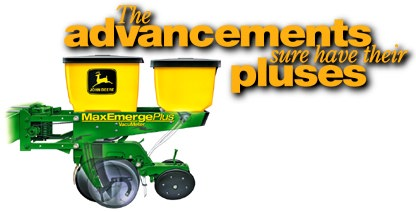 The
advancements
sure have their
pluses
JOHN DEERE
MaxEmergePlus
VacuMeter